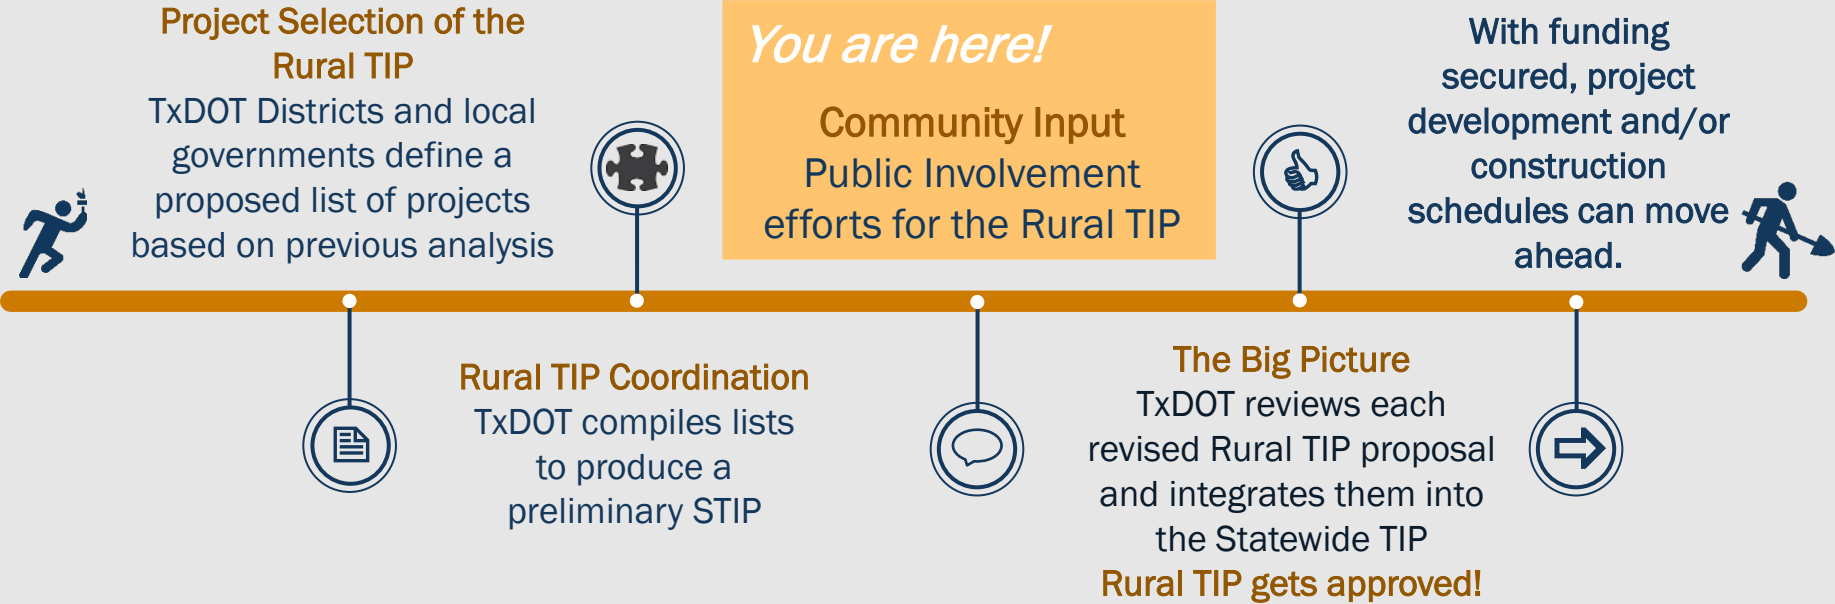 Project Selection of the
Rural TIP
TxDOT Districts and local
governments define a
proposed list of projects
based on previous analysis
Rural TIP Coordination
TxDOT compiles lists
to produce a
preliminary STIP
You are here!
Community Input
Public Involvement
efforts for the Rural TIP
The Big Picture
TxDOT reviews each
revised Rural TIP proposal
and integrates them into
the Statewide TIP
Rural TIP gets approved!
With funding
secured, project
development and/or
construction
schedules can move
ahead.